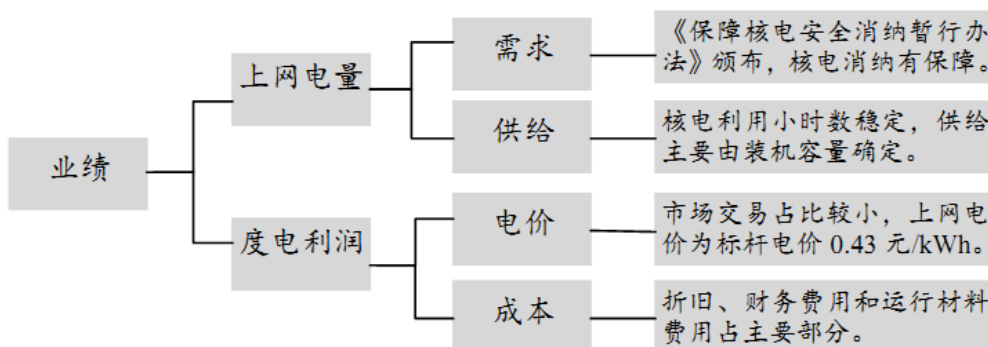 业绩
上网电量
度电利润
需求
供给
电价
成本
《保障核电安全消纳暂行办
法》颁布，核电消纳有保障。
核电利用小时数稳定，供给
主要由装机容量确定。
市场交易占比较小，上网电
价为标杆电价 0.43 元/kWh。
折旧、财务费用和运行材料
费用占主要部分。